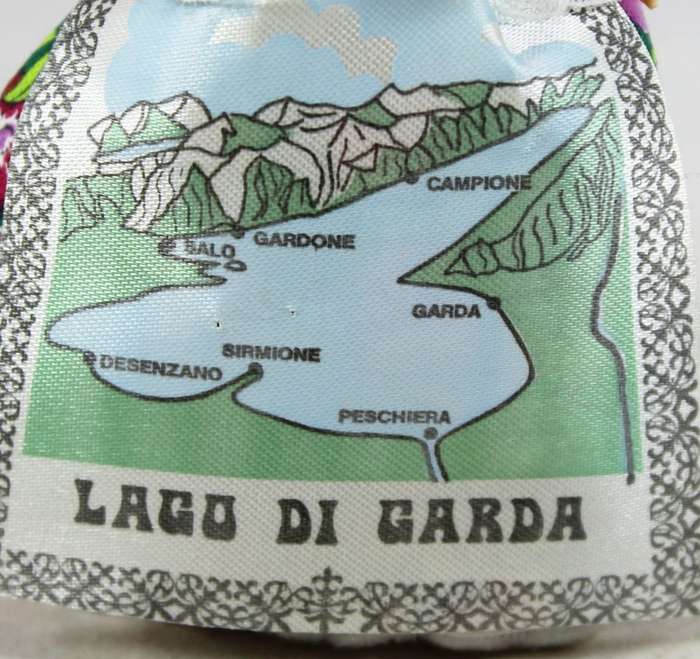 CAMPIONE
GARDONE
SALO
GARDA
SIRMIONE
DESENZANO
PESCHIERA
LAGO DI GARDA